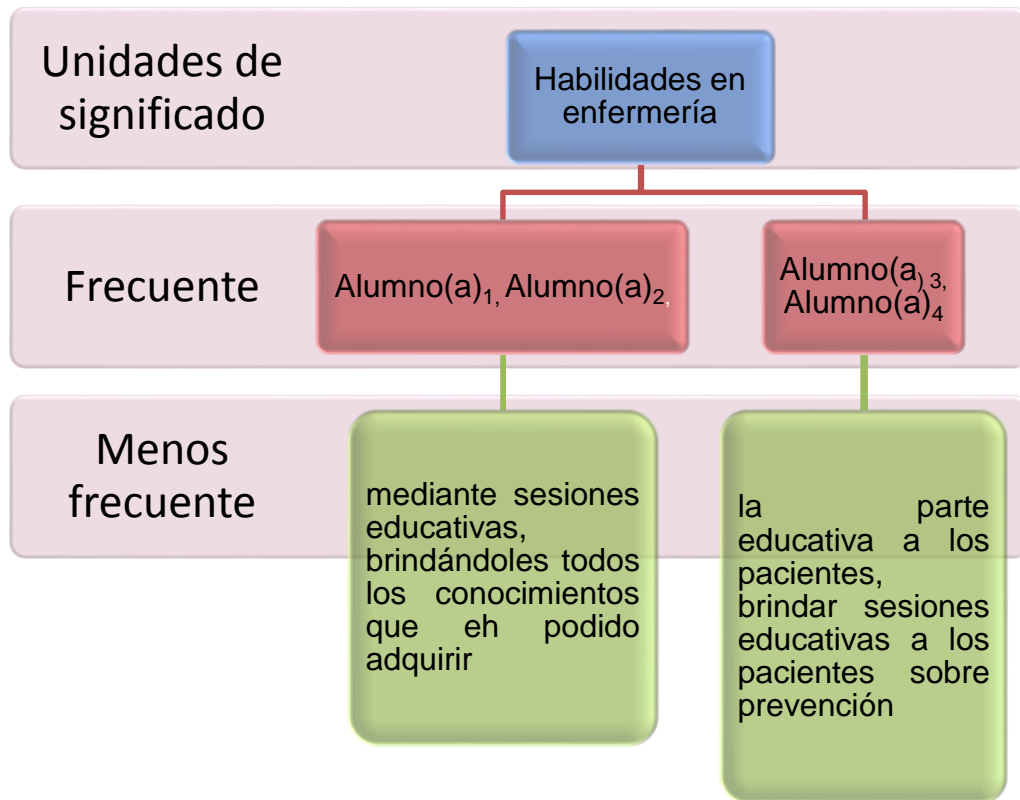 Unidades de
significado
Habilidades en
enfermería
Frecuente
Alumno(a)1, Alumno(a)2,
Alumno(a) 3,
Alumno(a)4
Menos
frecuente
mediante sesiones
educativas,
brindándoles todos
los conocimientos
que eh podido
adquirir
la parte
educativa a los
pacientes,
brindar sesiones
educativas a los
pacientes sobre
prevención